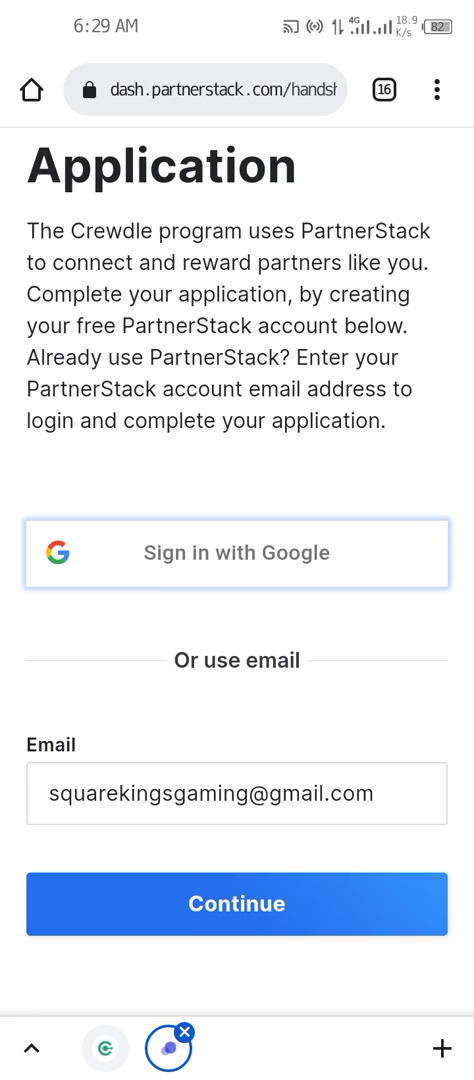 6:29 AM
4G
18.9
K/s
82
dash.partnerstack.com/handsh
16
Application
The Crewdle program uses PartnerStack
to connect and reward partners like you.
Complete your application, by creating
your free PartnerStack account below.
Already use PartnerStack? Enter your
PartnerStack account email address to
login and complete your application.
Sign in with Google
Or use email
Email
squarekingsgaming@gmail.com
Continue